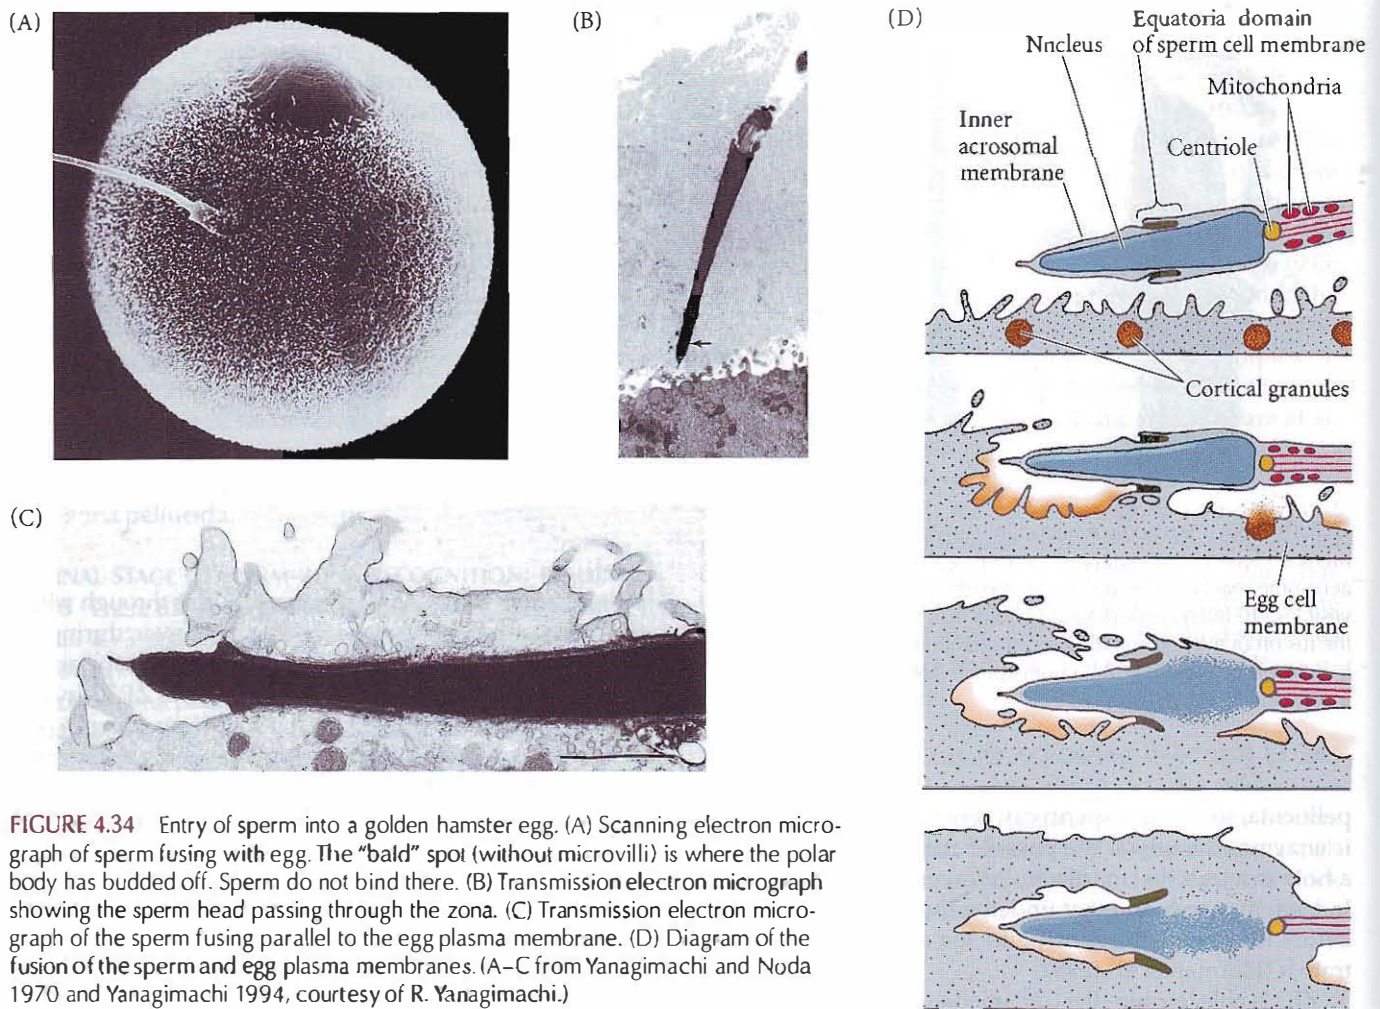 (A)
(B)
(C)
FIGURE 4.34 Entry of sperm into a golden hamster egg. (A) Scanning electron micro-
graph of sperm fusing with egg. The "bald" spot (without microvilli) is where the polar
body has budded off. Sperm do not bind there. (B) Transmission electron micrograph
showing the sperm head passing through the zona. (C) Transmission electron micro-
graph of the sperm fusing parallel to the egg plasma membrane. (D) Diagram of the
fusion of the sperm and egg plasma membranes. (A–C from Yanagimachi and Noda
1970 and Yanagimachi 1994, courtesy of R. Yanagimachi.)
(D)
Equatoria domain
Nncleus of sperm cell membrane
Mitochondria
Inner
acrosomal
membrane
Centriole
Cortical granules
Egg cell
membrane